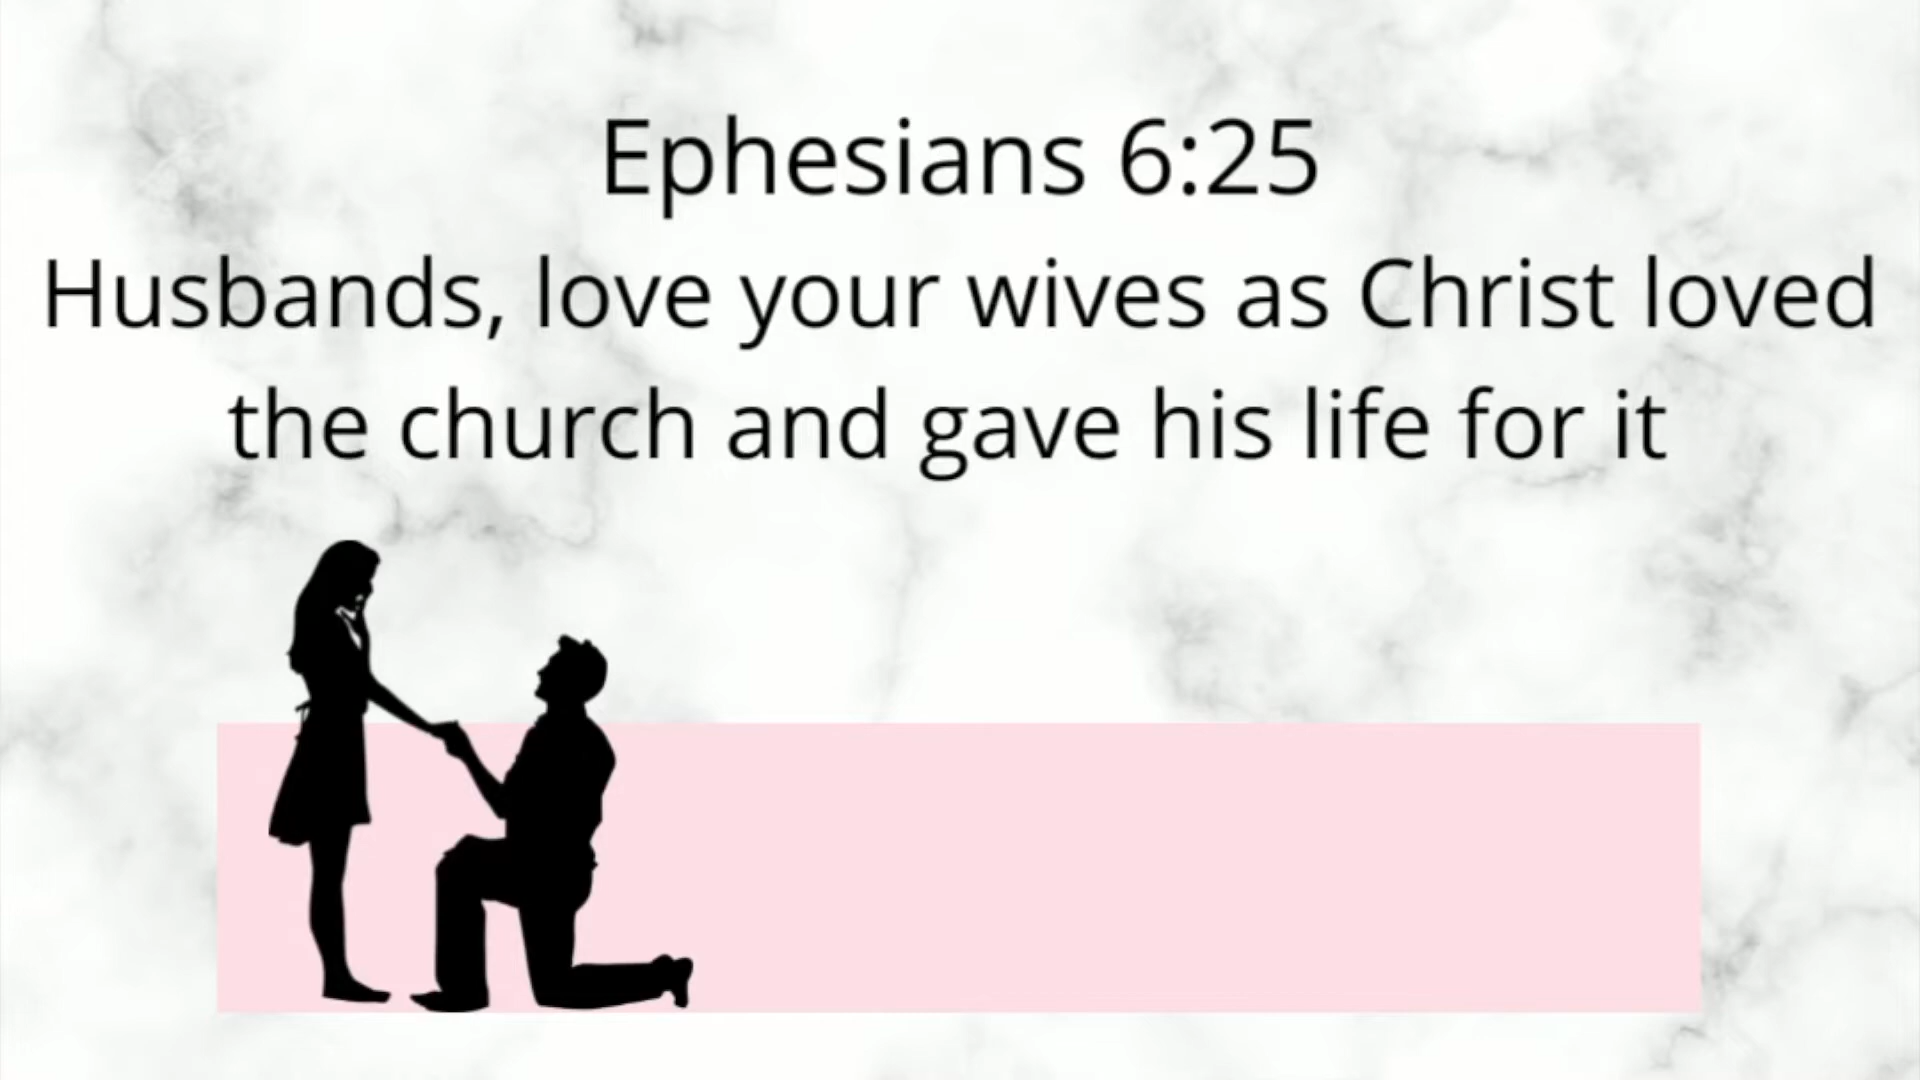 Ephesians 6:25
Husbands, love your wives as Christ loved
the church and gave his life for it